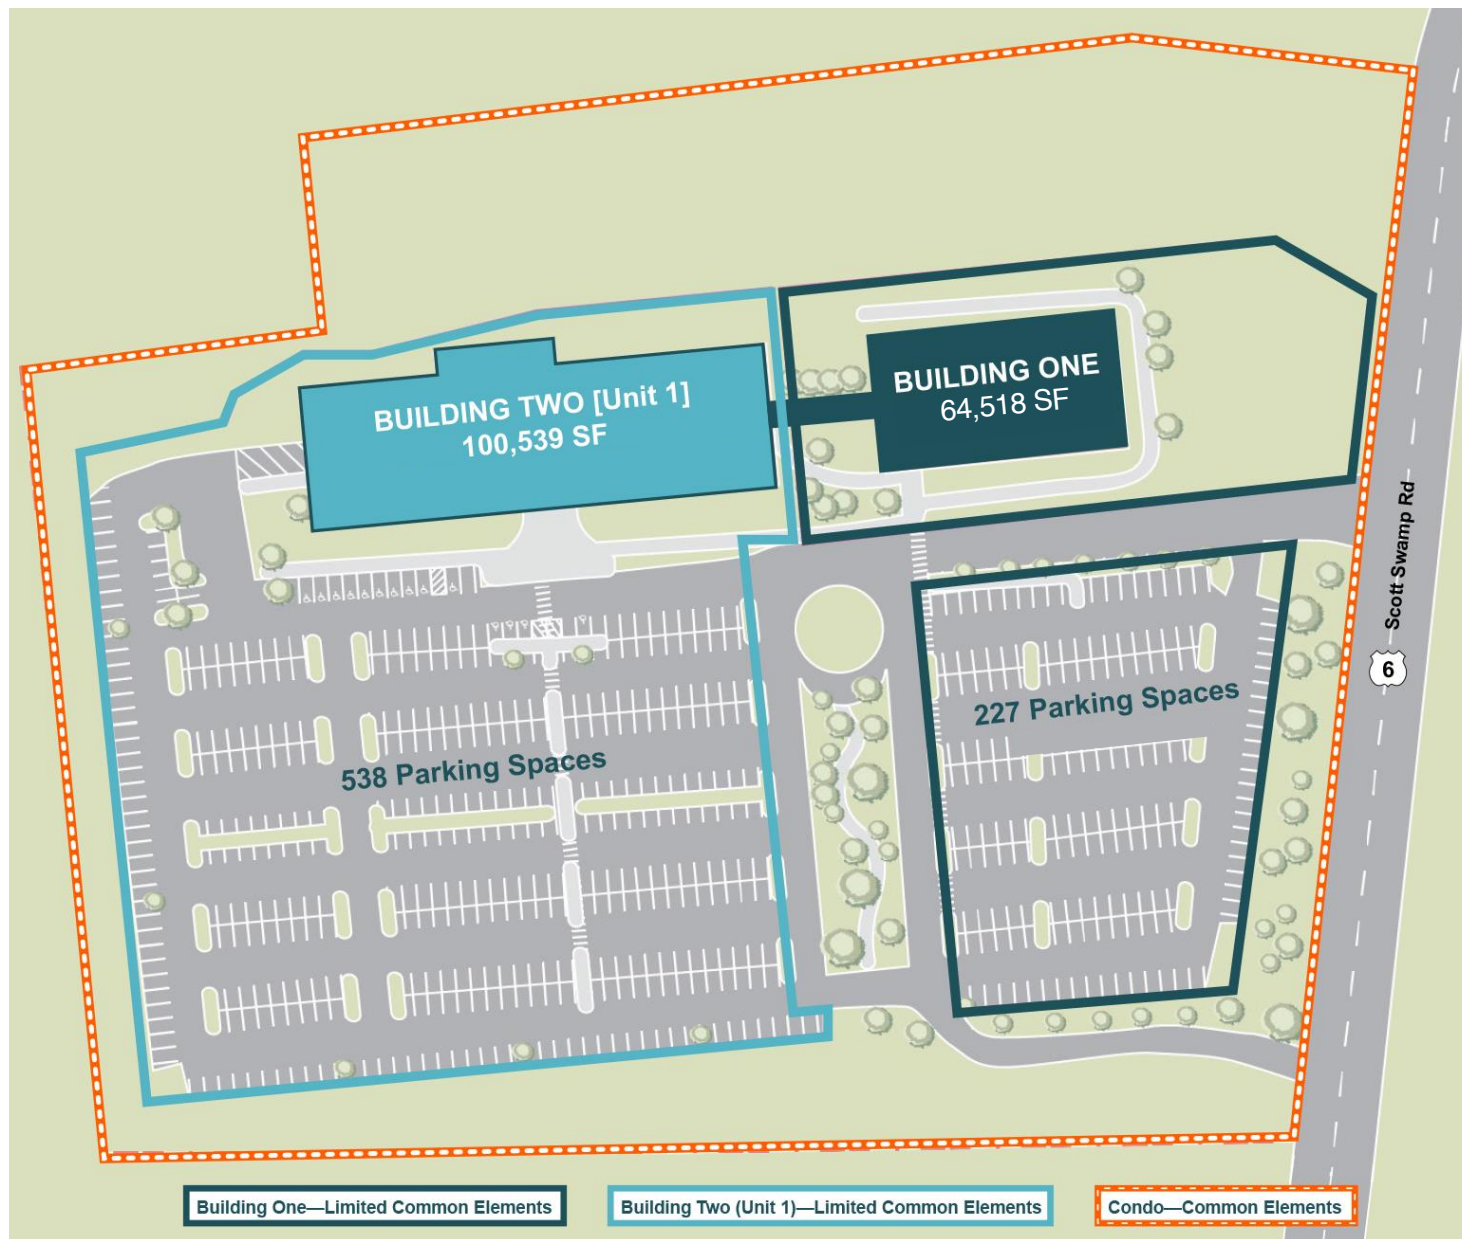 BUILDING ONE
64,518 SF
BUILDING TWO [Unit 1]
100,539 SF
Scott Swamp Rd
6
227 Parking Spaces
538 Parking Spaces
Building One—Limited Common Elements
Building Two (Unit 1)—Limited Common Elements
Condo—Common Elements